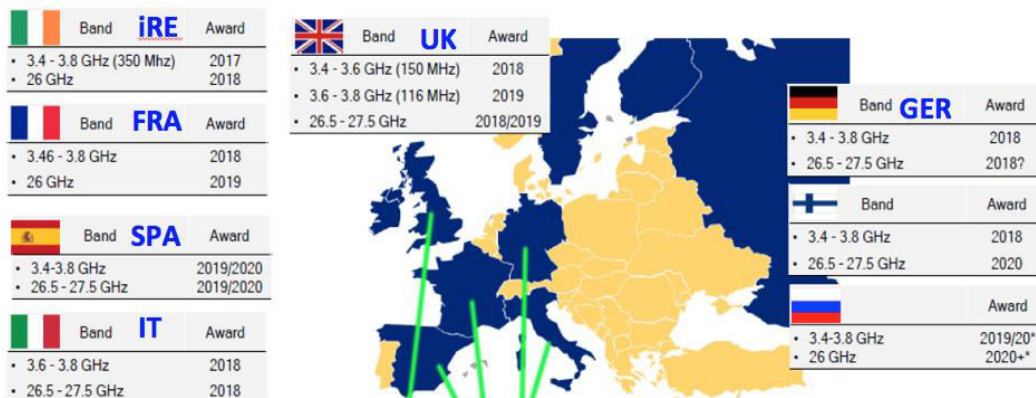 Band iRE Award
• 3.4 - 3.8 GHz (350 Mhz) 2017
• 26 GHz 2018
Band FRA Award
• 3.46 - 3.8 GHz 2018
• 26 GHz 2019
Band SPA Award
• 3.4-3.8 GHz 2019/2020
• 26.5 - 27.5 GHz 2019/2020
Band IT Award
• 3.6 - 3.8 GHz 2018
• 26.5 - 27.5 GHz 2018
Band UK Award
• 3.4 - 3.6 GHz (150 MHz) 2018
• 3.6 - 3.8 GHz (116 MHz) 2019
• 26.5 - 27.5 GHz 2018/2019
Band GER Award
• 3.4 - 3.8 GHz 2018
• 26.5 - 27.5 GHz 2018?
Band Award
• 3.4 - 3.8 GHz 2018
• 26.5 - 27.5 GHz 2020
Award
• 3.4-3.8 GHz 2019/20*
• 26 GHz 2020+*